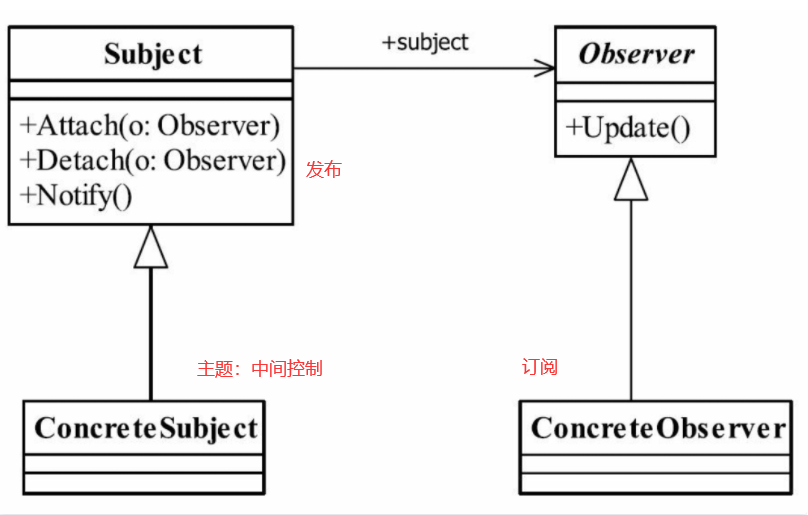 Subject
+Attach(o: Observer)
+Detach(o: Observer)
+Notify()
+subject
Observer
+Update()
发布
主题：中间控制
订阅
ConcreteSubject
ConcreteObserver